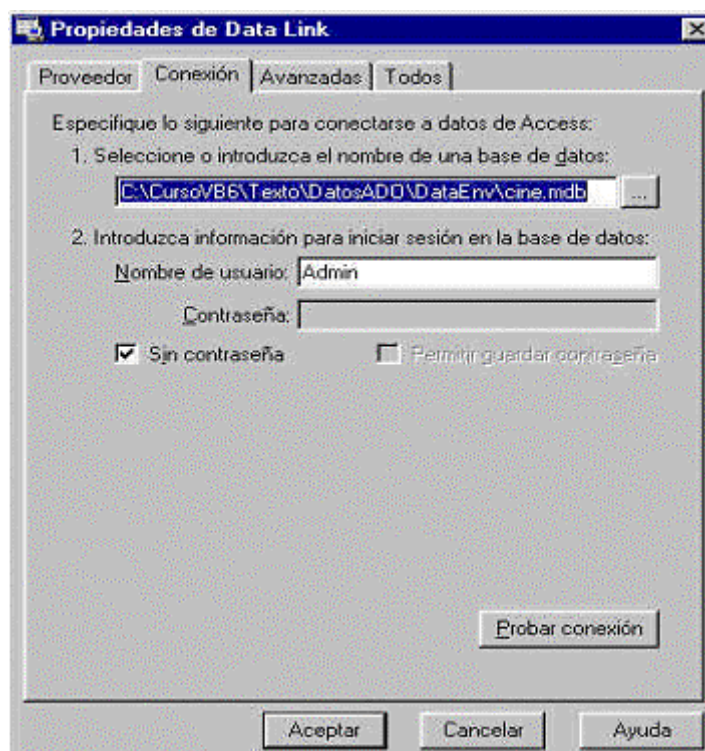 Propiedades de Data Link
Proveedor Conexión Avanzadas Todos
Especifique lo siguiente para conectarse a datos de Access:
1. Seleccione o introduzca el nombre de una base de datos:
C:\CursoVB6\Texto\DatosADO\DataEnv\cine.mdb ...
2. Introduzca información para iniciar sesión en la base de datos:
Nombre de usuario: Admin
Contraseña:
Sin contraseña Permitir guardar contraseña
Probar conexión
Aceptar Cancelar Ayuda